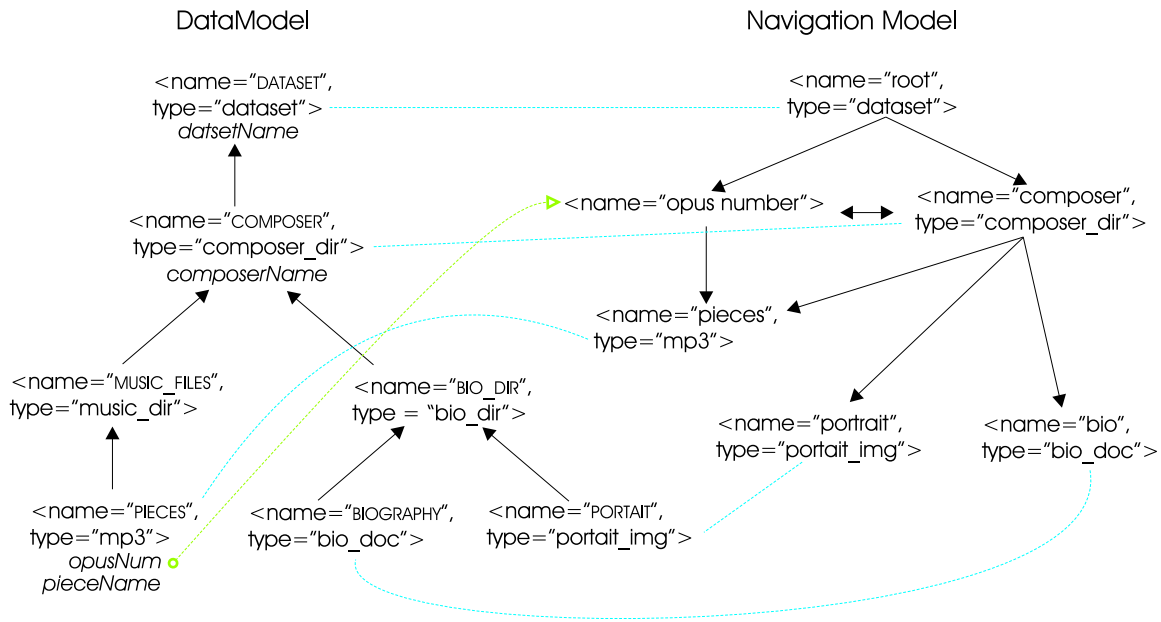 DataModel
Navigation Model
<name="DATASET",
type="dataset">
datsetName
<name="root",
type="dataset">
<name="COMPOSER",
type="composer_dir">
composerName
<name="opus number">
<name="composer",
type="composer_dir">
<name="pieces",
type="mp3">
<name="MUSIC_FILES",
type="music_dir">
<name="BIO_DIR",
type = "bio_dir">
<name="portrait",
type="portait_img">
<name="bio",
type="bio_doc">
<name="PIECES",
type="mp3">
opusNum
pieceName
<name="BIOGRAPHY",
type="bio_doc">
<name="PORTAIT",
type="portait_img">